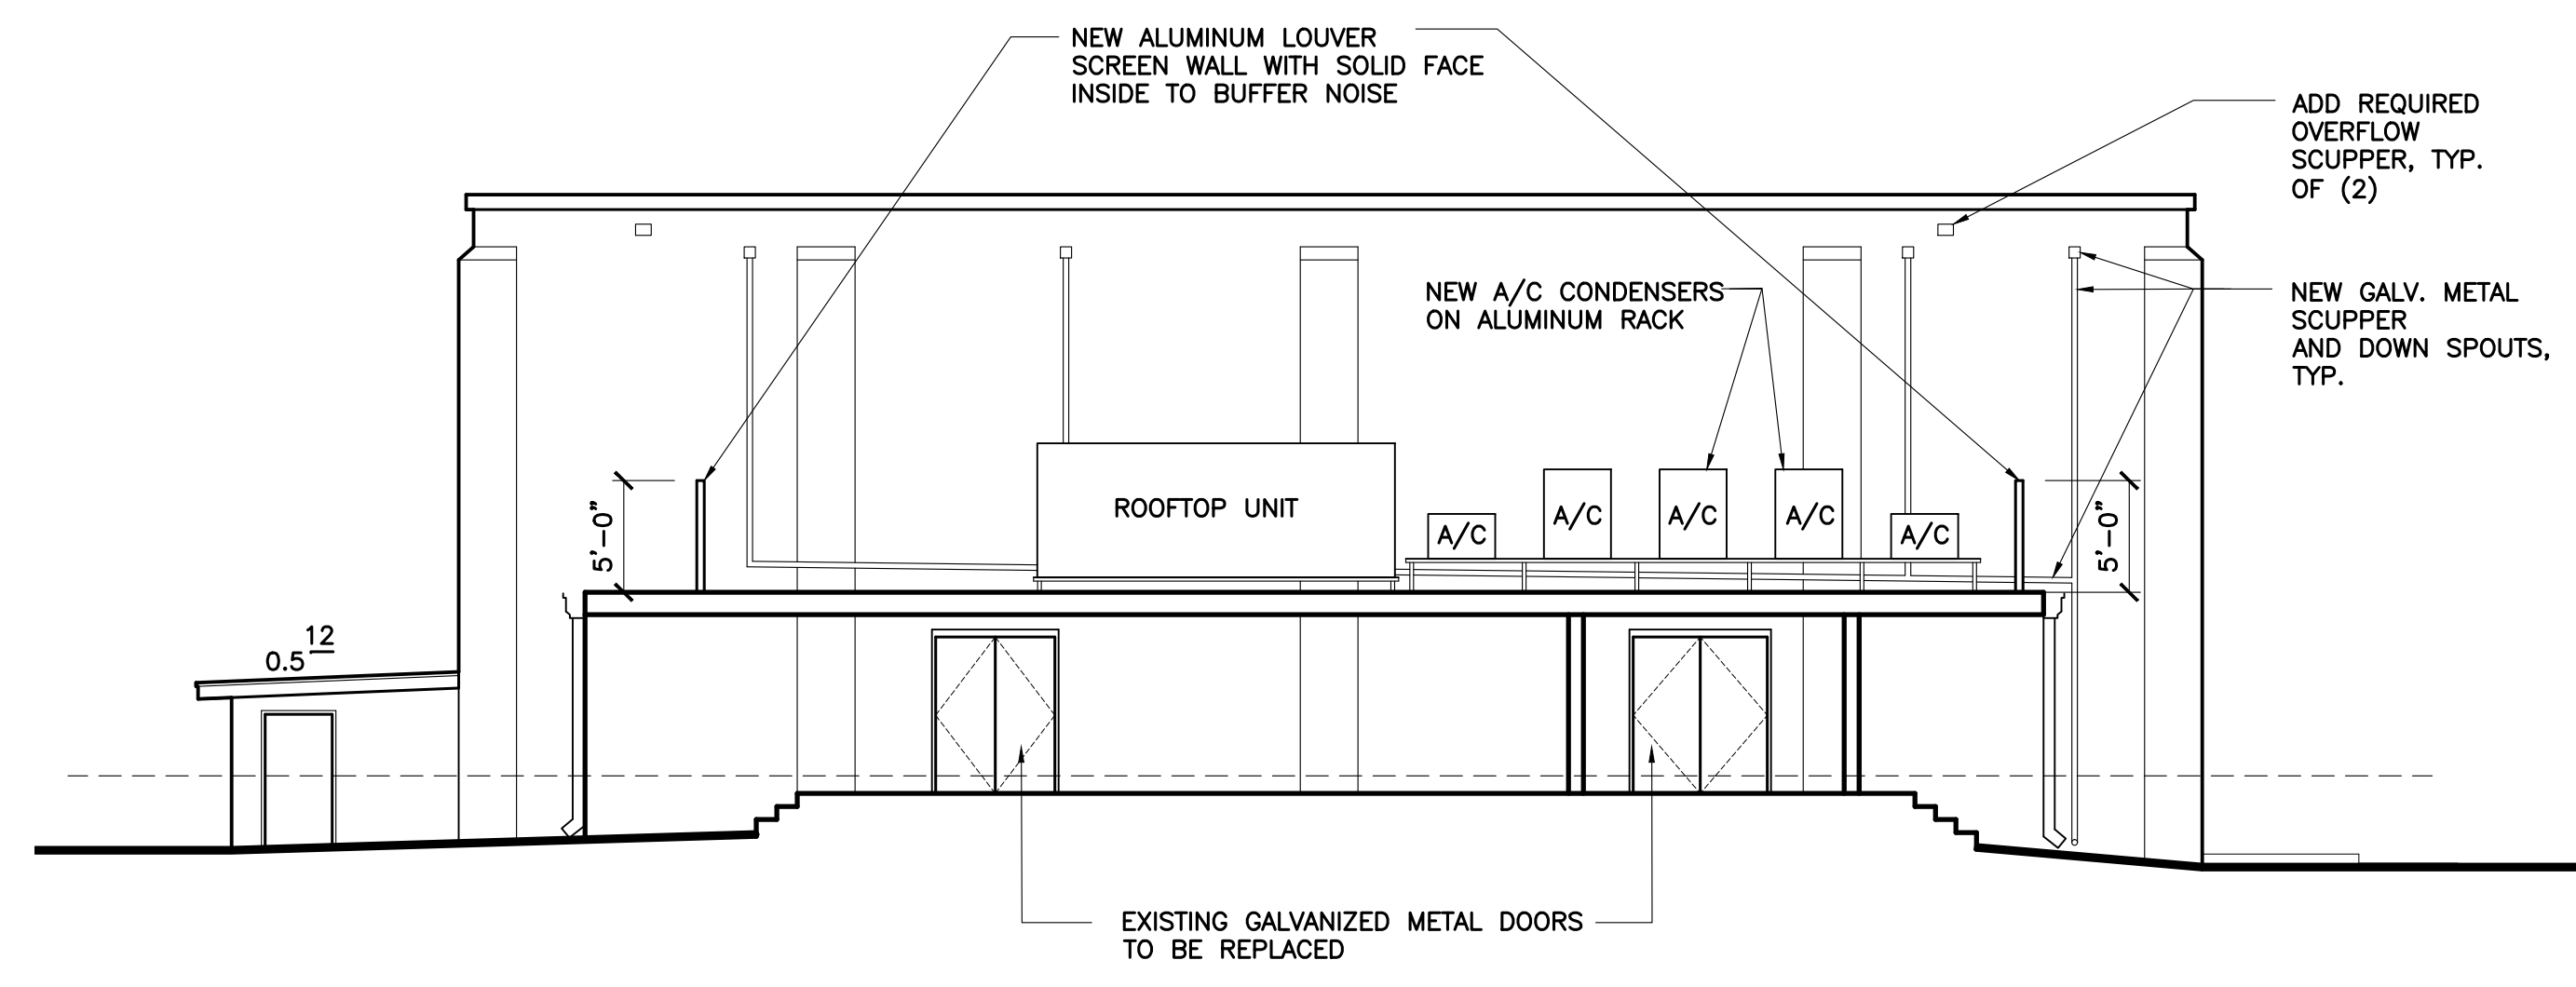 NEW ALUMINUM LOUVER
SCREEN WALL WITH SOLID FACE
INSIDE TO BUFFER NOISE
ADD REQUIRED
OVERFLOW
SCUPPER, TYP.
OF (2)
NEW A/C CONDENSERS
ON ALUMINUM RACK
NEW GALV. METAL
SCUPPER
AND DOWN SPOUTS,
TYP.
5'-0"
ROOFTOP UNIT
A/C
A/C
A/C
A/C
A/C
5'-0"
12
0.5
EXISTING GALVANIZED METAL DOORS
TO BE REPLACED